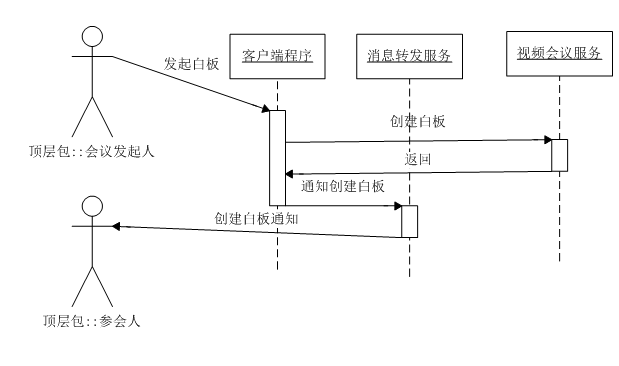 客户端程序
消息转发服务
视频会议服务
发起白板
创建白板
顶层包::会议发起人
返回
通知创建白板
创建白板通知
顶层包::参会人